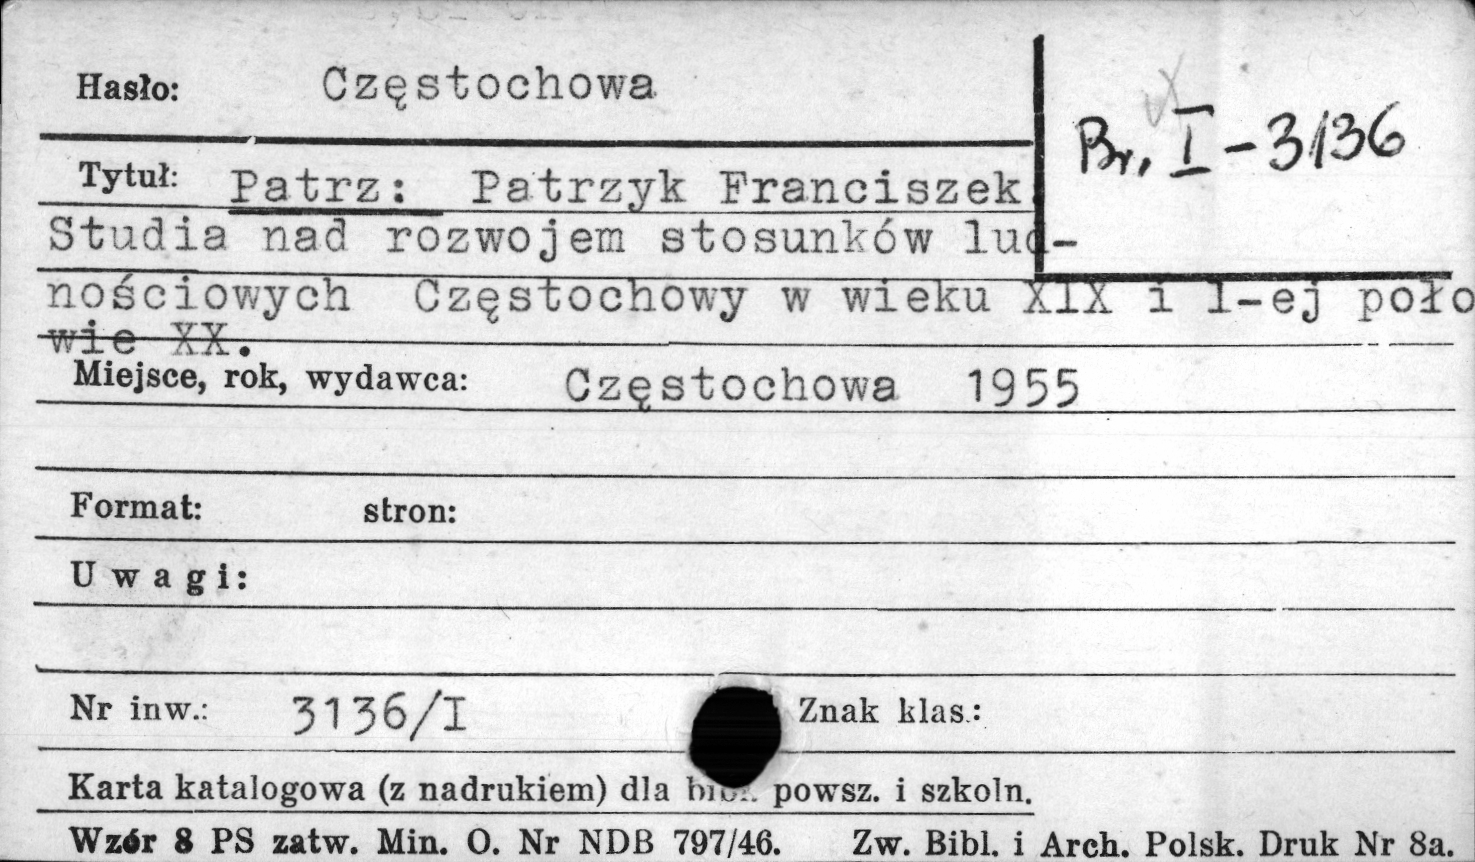 Hasło: Częstochowa
Br. I-3136
Tytuł: Patrz: Patrzyk Franciszek
Studia nad rozwojem stosunków lud-
nościowych Częstochowy w wieku XIX i 1-ej poło
wie XX.
Miejsce, rok, wydawca: Częstochowa 1955
Format: stron:
Uwagi:
Nr inw.: 3136/I Znak klas.:
Karta katalogowa (z nadrukiem) dla powsz. i szkoln.
Wzór 8 PS zatw. Min. O. Nr NDB 797/46. Zw. Bibl. i Arch. Polsk. Druk Nr 8a.